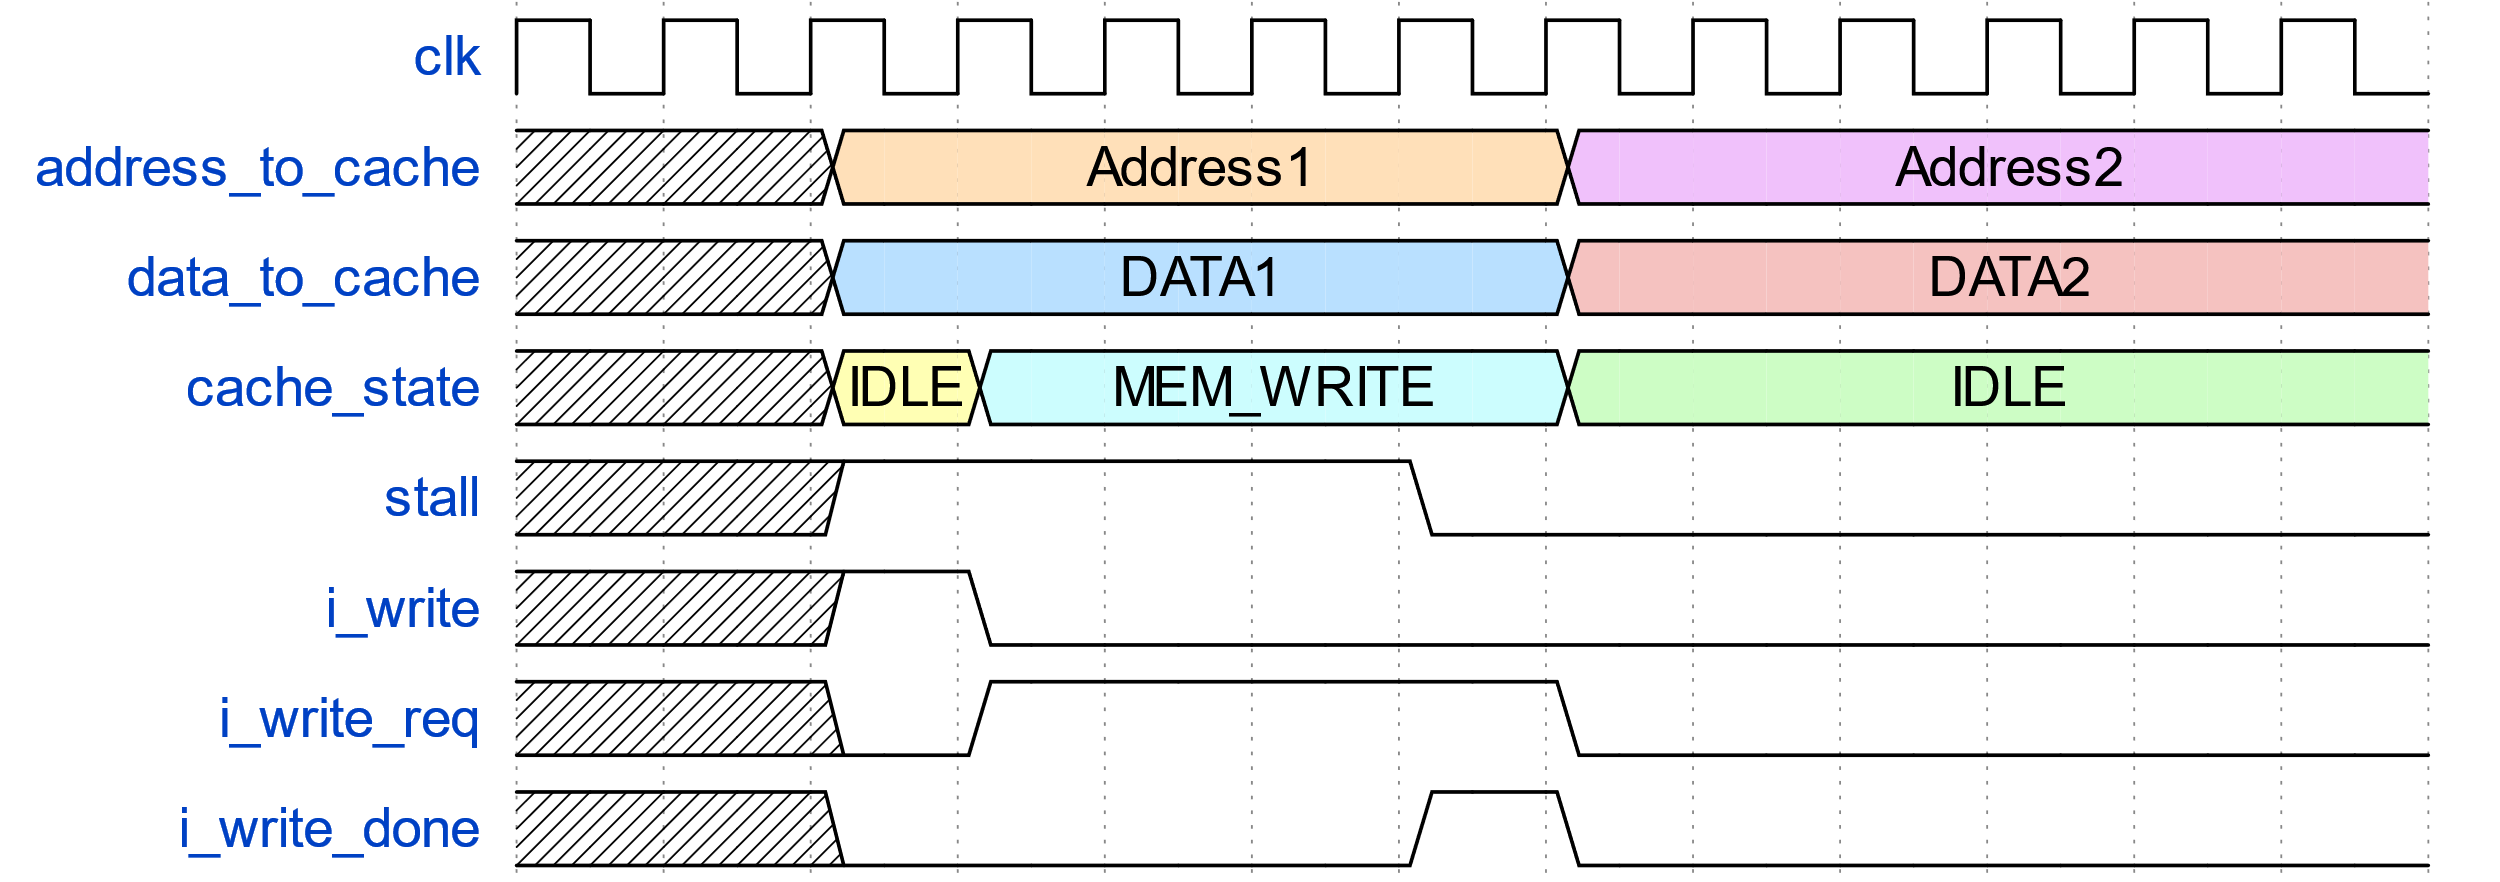 clk
address_to_cache Address1 Address2
data_to_cache DATA1 DATA2
cache_state IDLE MEM_WRITE IDLE
stall
i_write
i_write_req
i_write_done